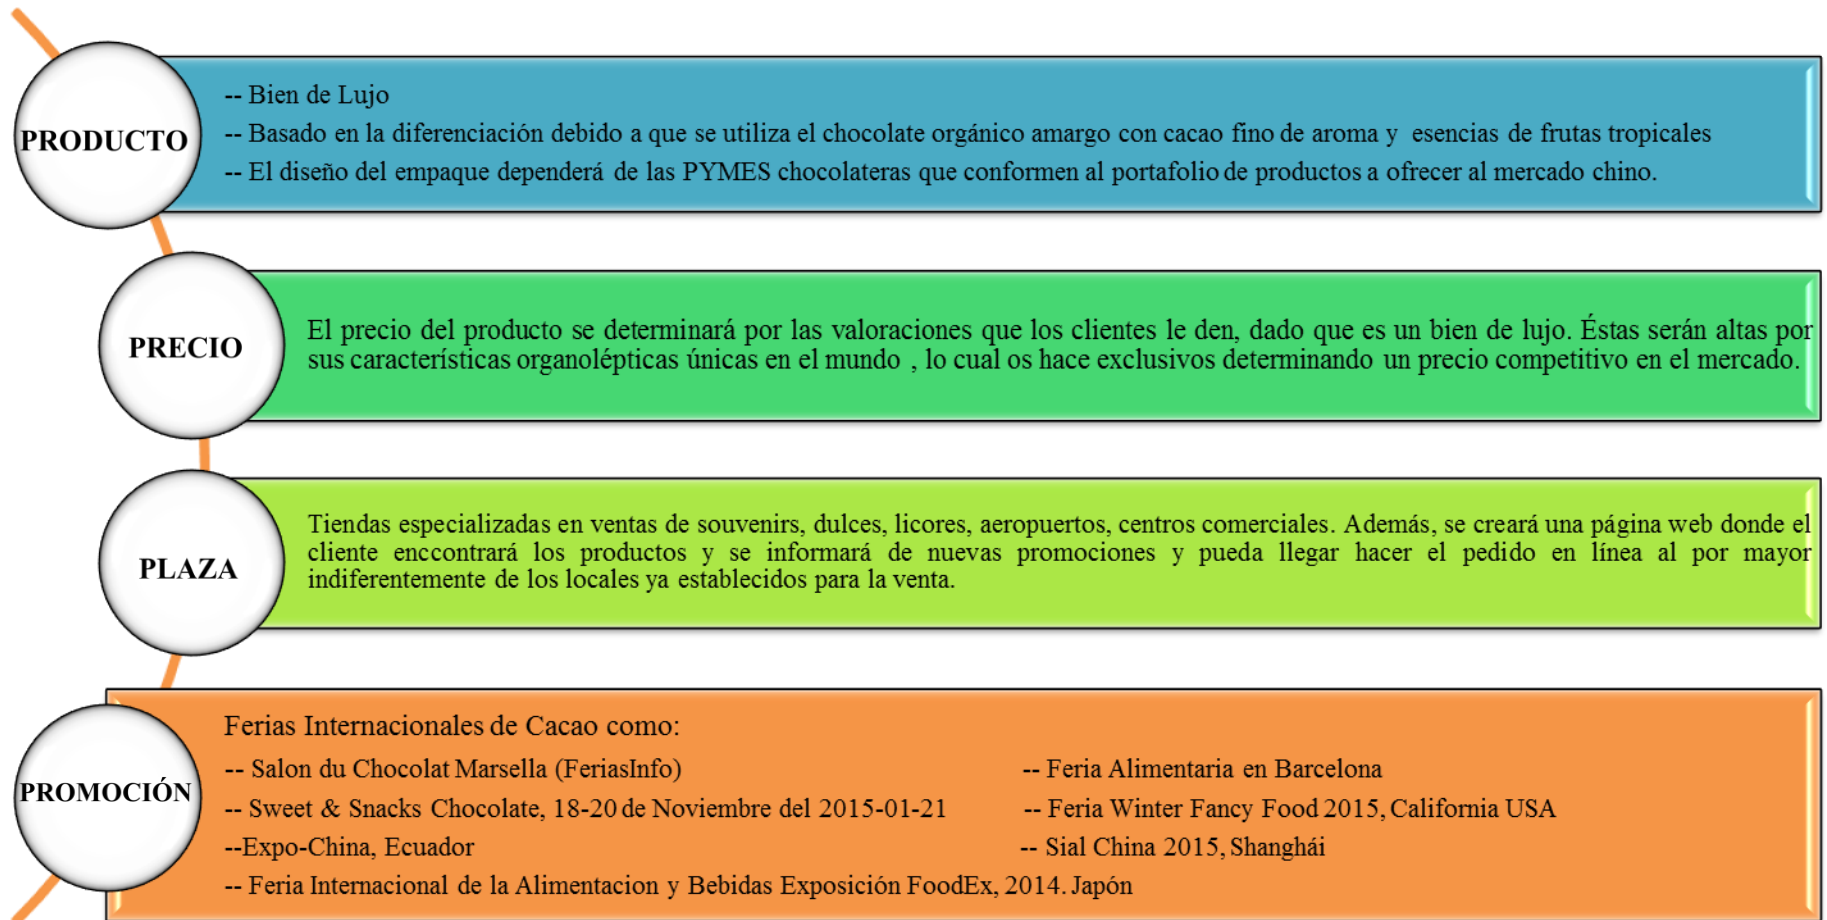 PRODUCTO
-- Bien de Lujo
-- Basado en la diferenciación debido a que se utiliza el chocolate orgánico amargo con cacao fino de aroma y esencias de frutas tropicales
-- El diseño del empaque dependerá de las PYMES chocolateras que conformen al portafolio de productos a ofrecer al mercado chino.
PRECIO
El precio del producto se determinará por las valoraciones que los clientes le den, dado que es un bien de lujo. Éstas serán altas por
sus características organolépticas únicas en el mundo , lo cual os hace exclusivos determinando un precio competitivo en el mercado.
PLAZA
Tiendas especializadas en ventas de souvenirs, dulces, licores, aeropuertos, centros comerciales. Además, se creará una página web donde el
cliente enccontrará los productos y se informará de nuevas promociones y pueda llegar hacer el pedido en línea al por mayor
indiferentemente de los locales ya establecidos para la venta.
PROMOCIÓN
Ferias Internacionales de Cacao como:
-- Salon du Chocolat Marsella (FeriasInfo)
-- Feria Alimentaria en Barcelona
-- Sweet & Snacks Chocolate, 18-20 de Noviembre del 2015-01-21
-- Feria Winter Fancy Food 2015, California USA
--Expo-China, Ecuador
-- Sial China 2015, Shanghái
-- Feria Internacional de la Alimentacion y Bebidas Exposición FoodEx, 2014. Japón